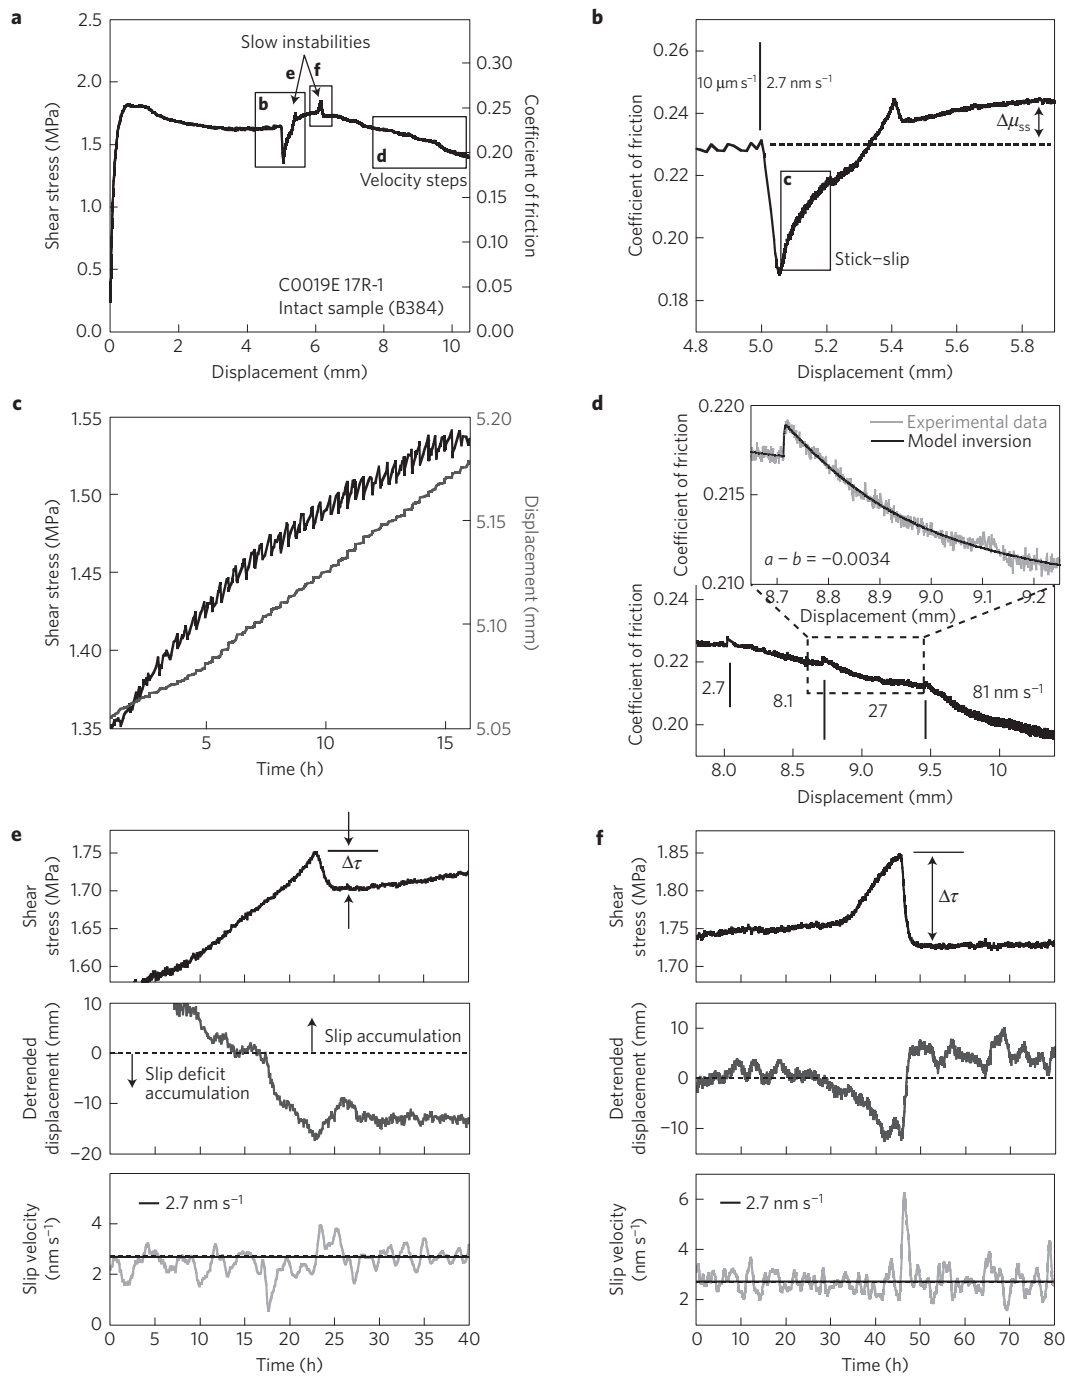 a
2.5
2.0
1.5
1.0
0.5
0.0
Shear stress (MPa)
0.30
0.25
0.20
0.15
0.10
0.05
0.00
Coefficient of friction
Slow instabilities
e
f
b
d
Velocity steps
C0019E 17R-1
Intact sample (B384)
0 2 4 6 8 10
Displacement (mm)
b
0.26
0.24
0.22
0.20
0.18
Coefficient of friction
10 μm s⁻¹ 2.7 nm s⁻¹
Δμss
c
Stick–slip
4.8 5.0 5.2 5.4 5.6 5.8
Displacement (mm)
c
1.55
1.50
1.45
1.40
1.35
Shear stress (MPa)
5.20
5.15
5.10
5.05
Displacement (mm)
5 10 15
Time (h)
d
0.220
0.215
0.210
Coefficient of friction
Experimental data
Model inversion
a − b = −0.0034
8.7 8.8 8.9 9.0 9.1 9.2
Displacement (mm)
0.24
0.22
0.20
Coefficient of friction
2.7
8.1
27
81 nm s⁻¹
8.0 8.5 9.0 9.5 10
Displacement (mm)
e
1.75
1.70
1.65
1.60
Shear
stress (MPa)
Δτ
10
0
−10
−20
Detrended
displacement (mm)
Slip accumulation
Slip deficit
accumulation
4
2
0
Slip velocity
(nm s⁻¹)
2.7 nm s⁻¹
0 5 10 15 20 25 30 35 40
Time (h)
f
1.85
1.80
1.75
1.70
Shear
stress (MPa)
Δτ
10
0
−10
Detrended
displacement (mm)
6
4
2
Slip velocity
(nm s⁻¹)
2.7 nm s⁻¹
0 10 20 30 40 50 60 70 80
Time (h)